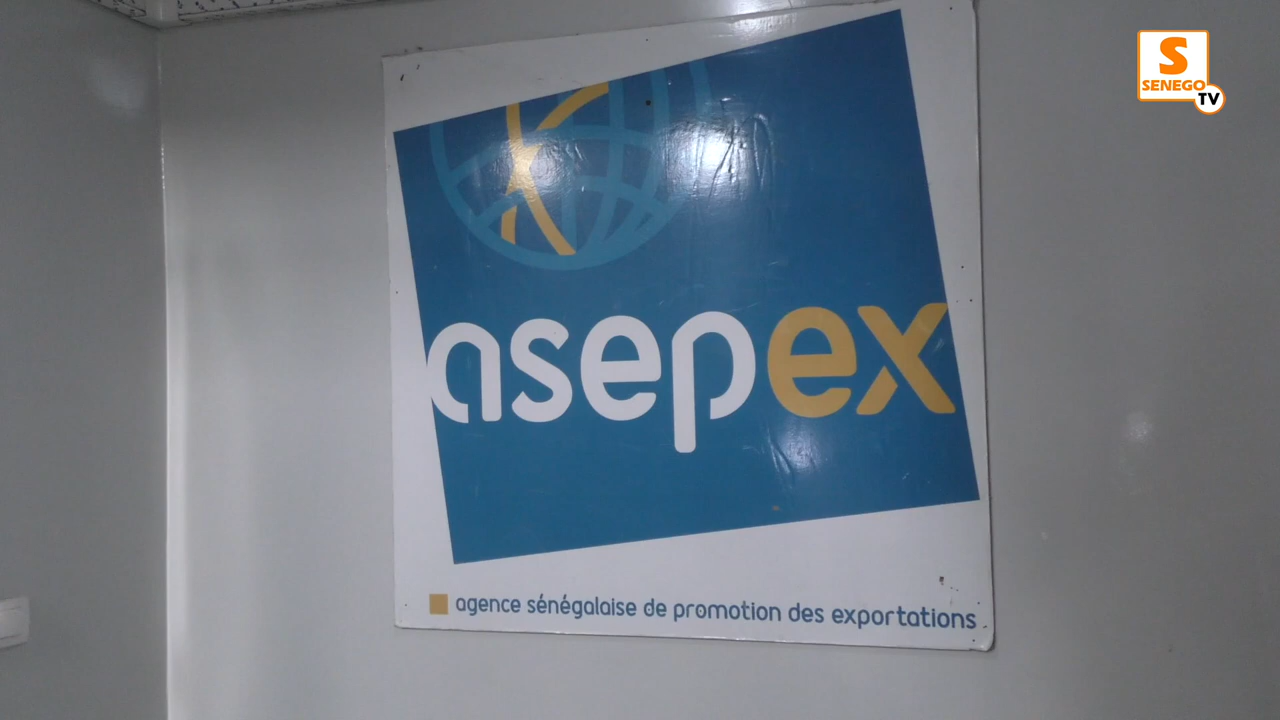 S
SENEGO
TV
asepex
agence sénégalaise de promotion des exportations